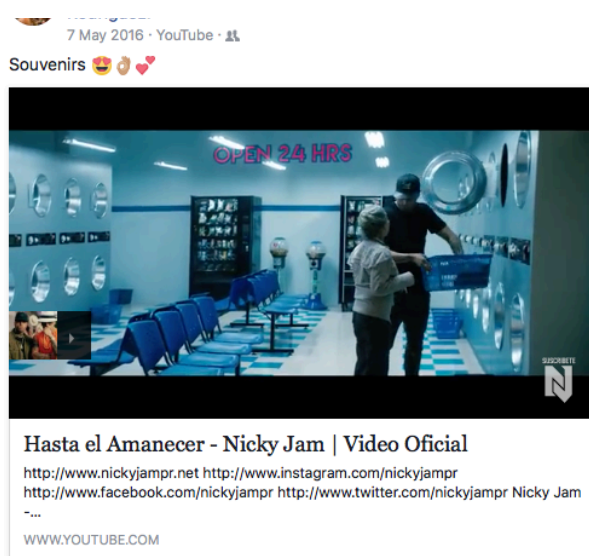 7 May 2016 · YouTube ·
Souvenirs 😍👌🏼💕
OPEN 24 HRS
SUSCRIBETE
N
Hasta el Amanecer - Nicky Jam | Video Oficial
http://www.nickyjampr.net http://www.instagram.com/nickyjampr
http://www.facebook.com/nickyjampr http://www.twitter.com/nickyjampr Nicky Jam
-...
WWW.YOUTUBE.COM